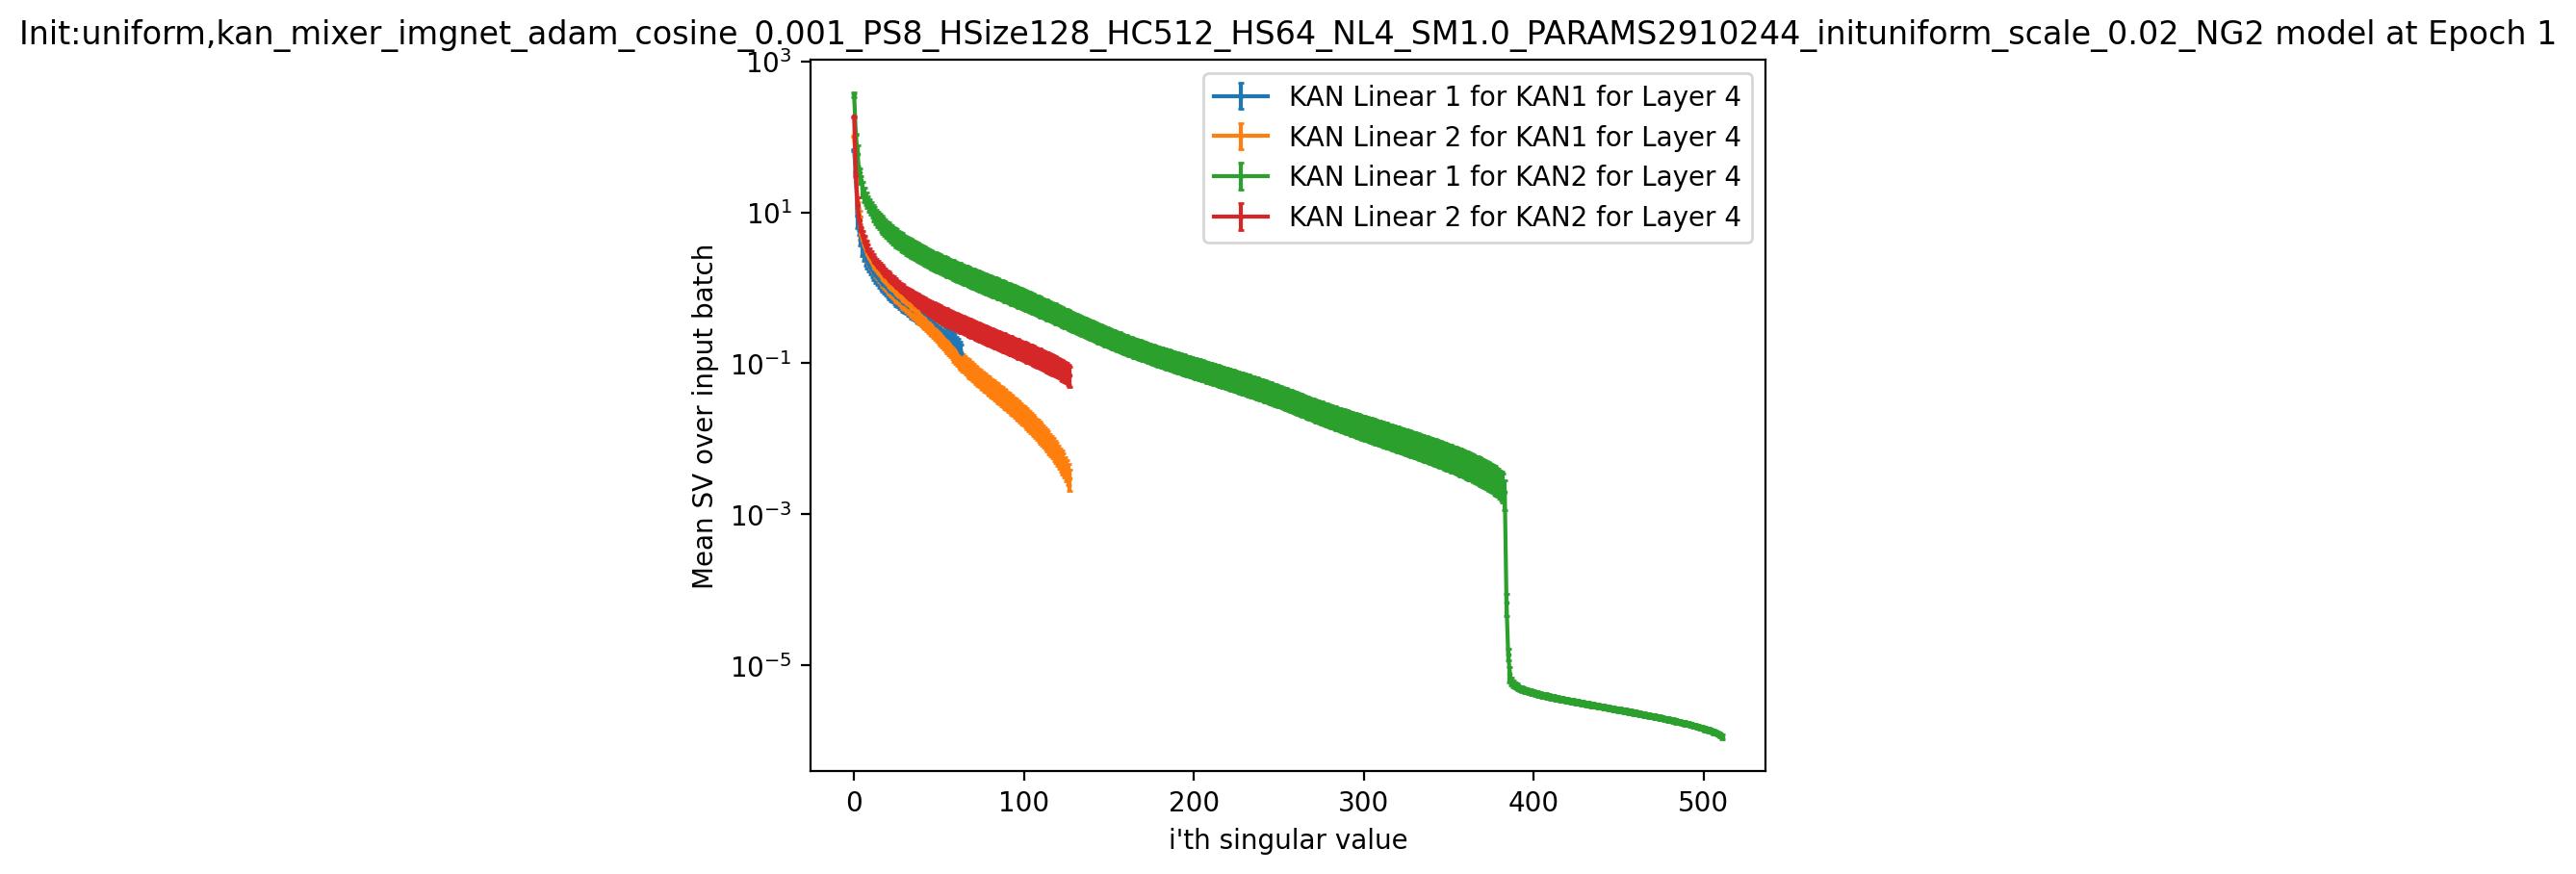 Init:uniform,kan_mixer_imgnet_adam_cosine_0.001_PS8_HSize128_HC512_HS64_NL4_SM1.0_PARAMS2910244_inituniform_scale_0.02_NG2 model at Epoch 1
10³
10¹
10⁻¹
10⁻³
10⁻⁵
Mean SV over input batch
KAN Linear 1 for KAN1 for Layer 4
KAN Linear 2 for KAN1 for Layer 4
KAN Linear 1 for KAN2 for Layer 4
KAN Linear 2 for KAN2 for Layer 4
0 100 200 300 400 500
i'th singular value